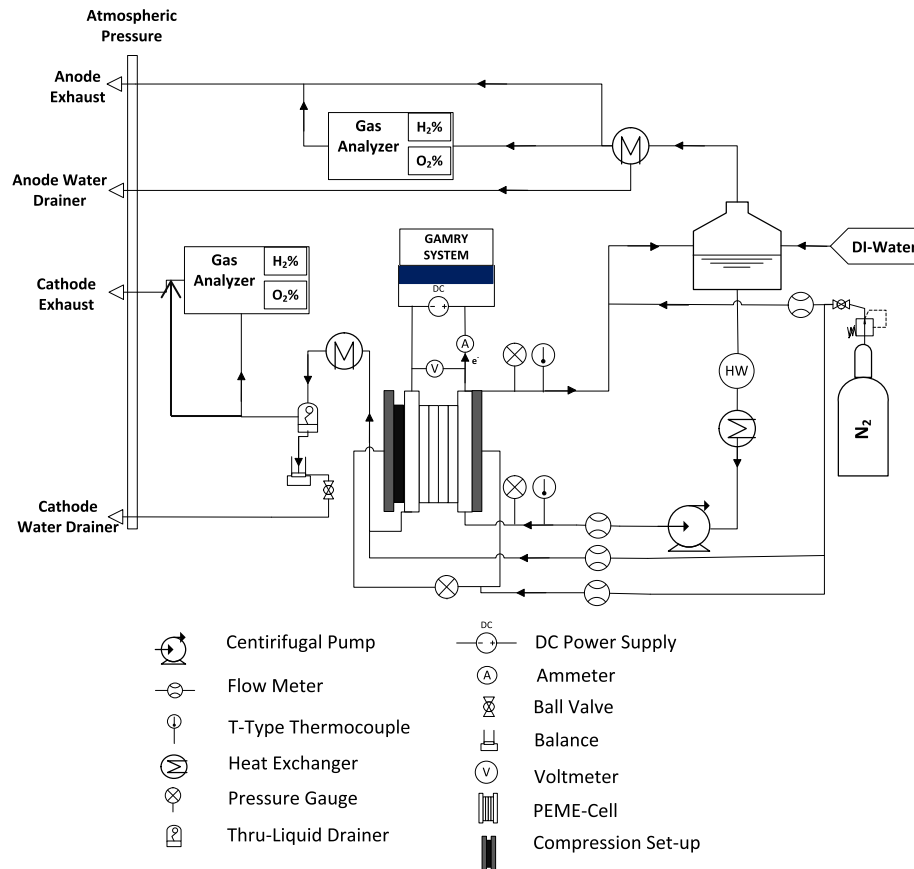 Atmospheric
Pressure
Anode
Exhaust
Gas
Analyzer
H2%
O2%
Anode Water
Drainer
Cathode
Exhaust
Gas
Analyzer
H2%
O2%
GAMRY
SYSTEM
DC
- +
A
e-
V
DI-Water
HW
N2
Cathode
Water Drainer
Centirifugal Pump
Flow Meter
T-Type Thermocouple
Heat Exchanger
Pressure Gauge
Thru-Liquid Drainer
DC
- +
DC Power Supply
A
Ammeter
Ball Valve
Balance
V
Voltmeter
PEME-Cell
Compression Set-up